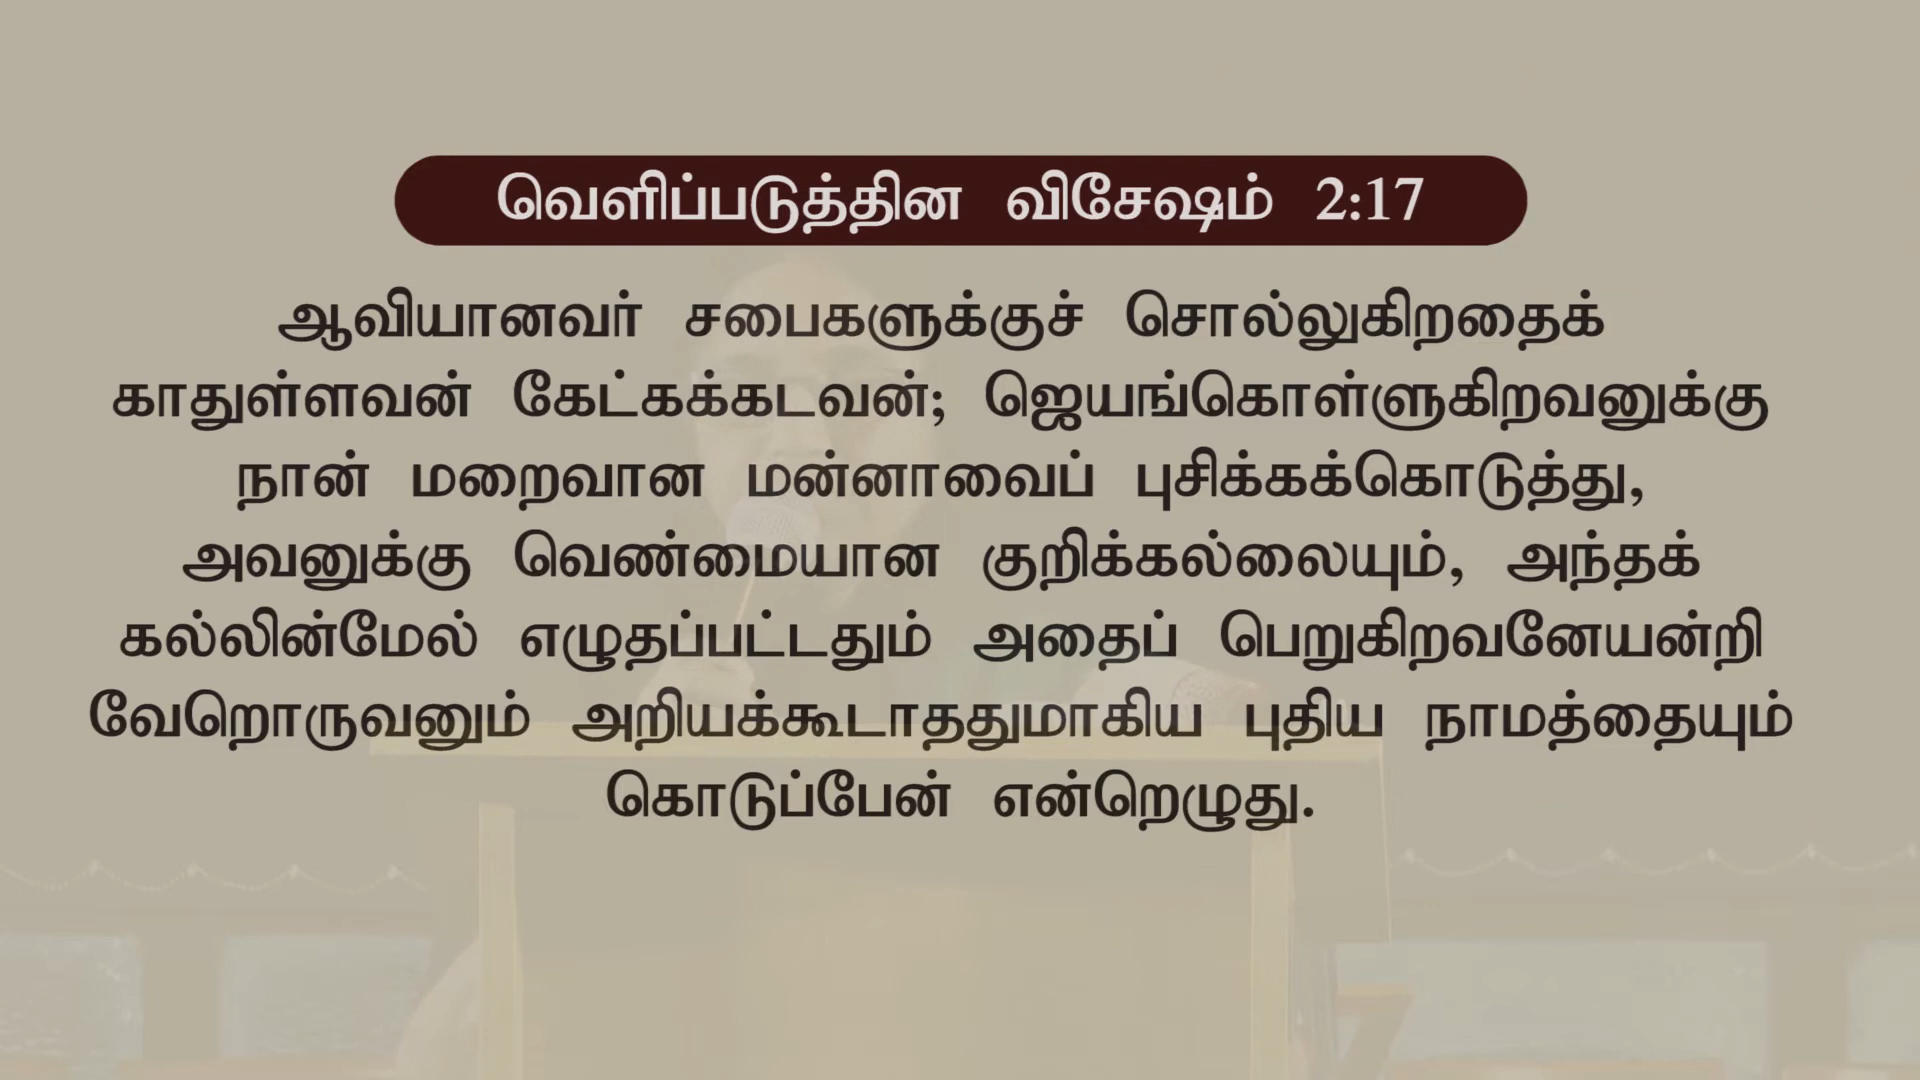 வெளிப்படுத்தின விசேஷம் 2:17
ஆவியானவர் சபைகளுக்குச் சொல்லுகிறதைக்
காதுள்ளவன் கேட்கக்கடவன்; ஜெயங்கொள்ளுகிறவனுக்கு
நான் மறைவான மன்னாவைப் புசிக்கக்கொடுத்து,
அவனுக்கு வெண்மையான குறிக்கல்லையும், அந்தக்
கல்லின்மேல் எழுதப்பட்டதும் அதைப் பெறுகிறவனேயன்றி
வேறொருவனும் அறியக்கூடாததுமாகிய புதிய நாமத்தையும்
கொடுப்பேன் என்றெழுது.